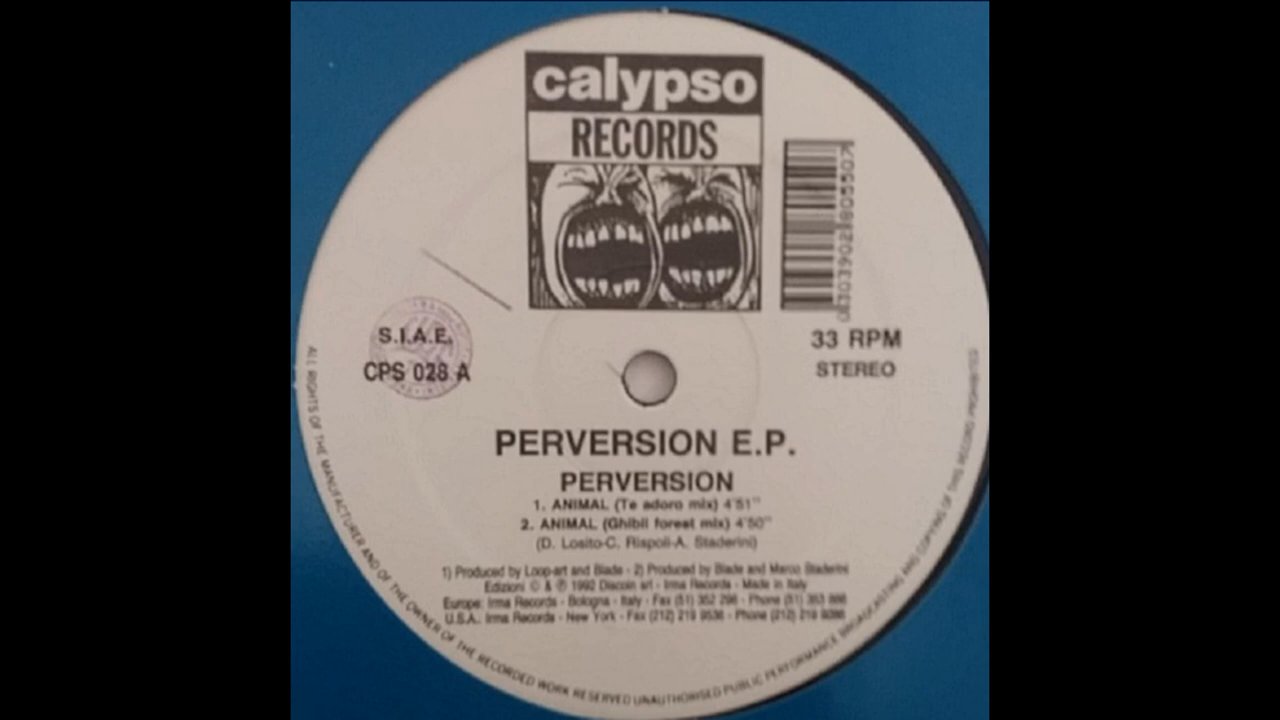 calypso
RECORDS
S.I.A.E.
CPS 028 A
33 RPM
STEREO
PERVERSION E.P.
PERVERSION
1. ANIMAL (Te adoro mix) 4'51"
2. ANIMAL (Ghibli forest mix) 4'50"
(D. Losito-C. Rispoli-A. Staderini)
1) Produced by Loop-art and Blade - 2) Produced by Blade and Marco Staderini
Edizioni © & ℗ 1992 Discoin art - Irma Records - Made in Italy
Europe: Irma Records - Bologna - Italy - Fax (51) 352 296 - Phone (51)
U.S.A.: Irma Records - New York - Fax (212) 219 9536 - Phone (212) 219
ALL RIGHTS OF THE MANUFACTURER AND OF THE OWNER OF THE RECORDED WORK RESERVED UNAUTHORISED PUBLIC PERFORMANCE BROADCASTING AND COPYING OF THIS RECORD PROHIBITED